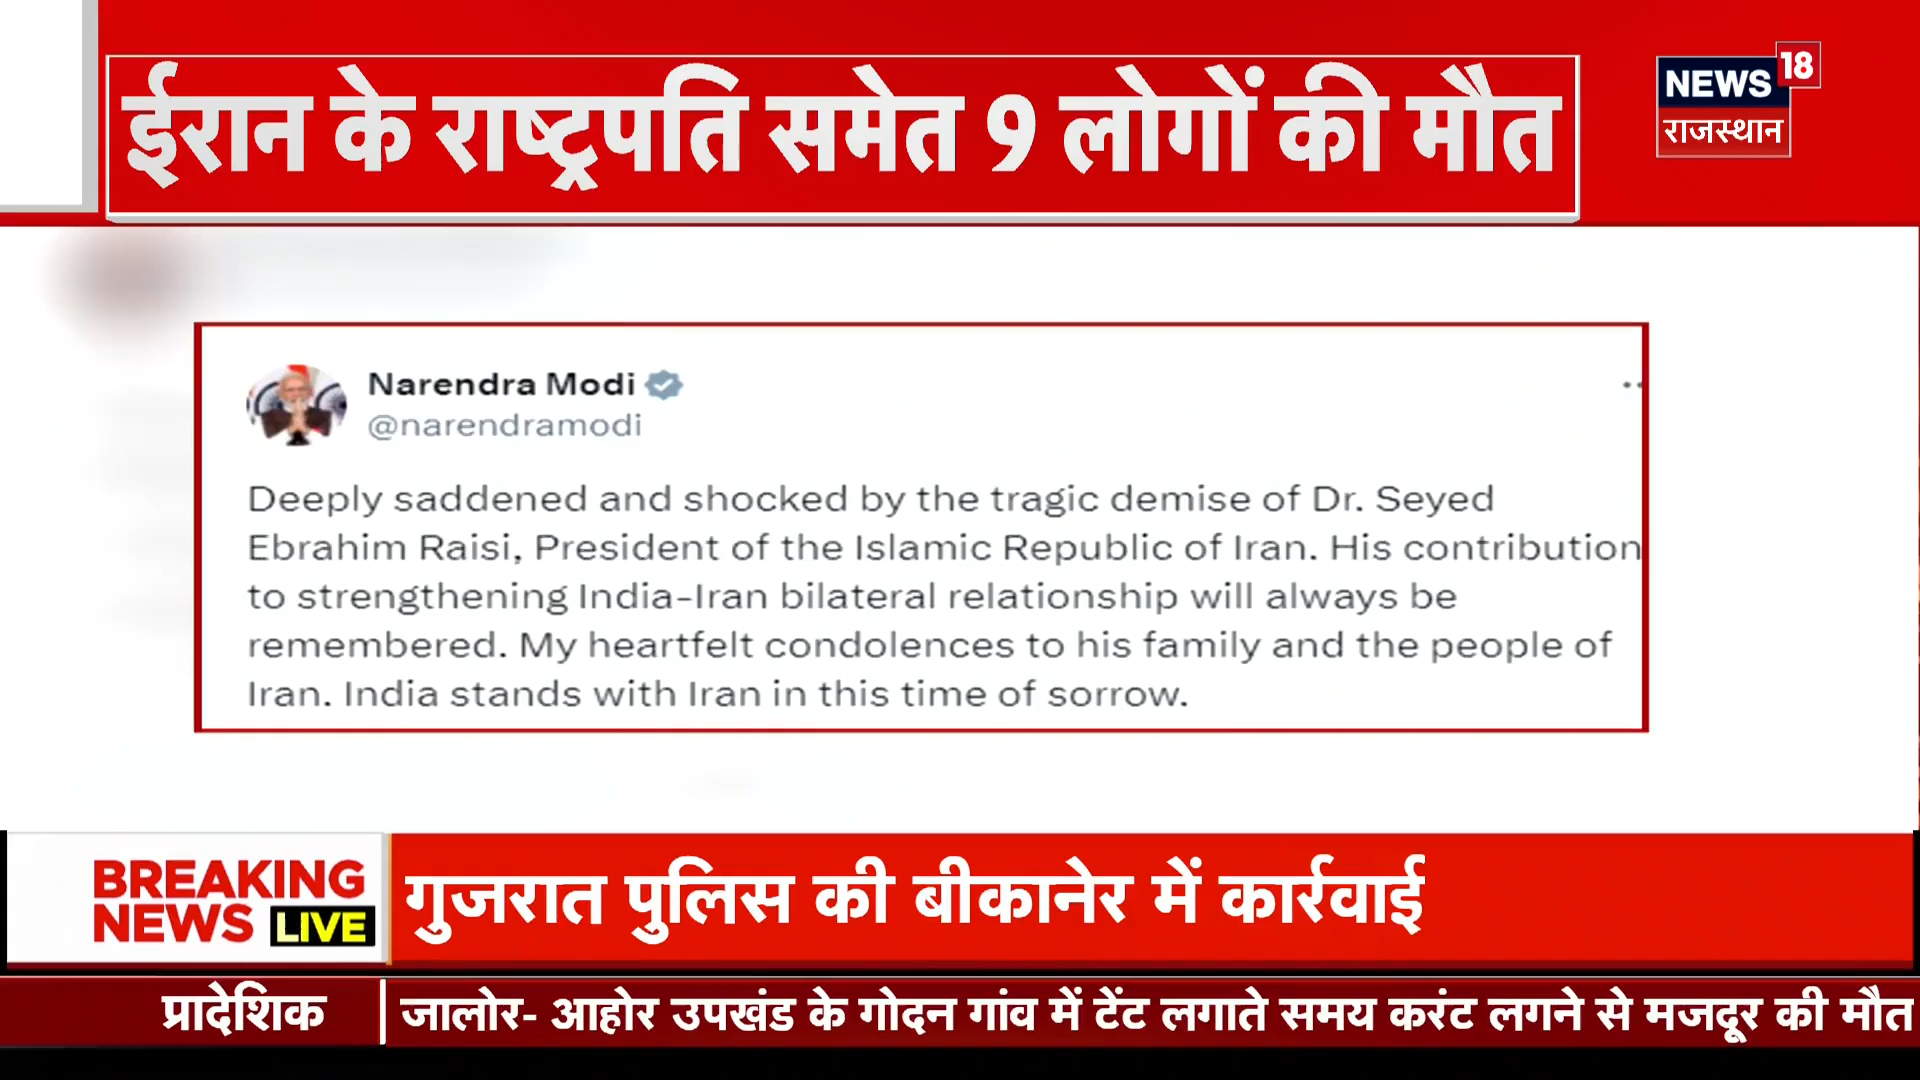 ईरान के राष्ट्रपति समेत 9 लोगों की मौत
NEWS 18
राजस्थान
Narendra Modi
@narendramodi
Deeply saddened and shocked by the tragic demise of Dr. Seyed
Ebrahim Raisi, President of the Islamic Republic of Iran. His contribution
to strengthening India-Iran bilateral relationship will always be
remembered. My heartfelt condolences to his family and the people of
Iran. India stands with Iran in this time of sorrow.
BREAKING
NEWS LIVE
गुजरात पुलिस की बीकानेर में कार्रवाई
प्रादेशिक
जालोर- आहोर उपखंड के गोदन गांव में टेंट लगाते समय करंट लगने से मजदूर की मौत